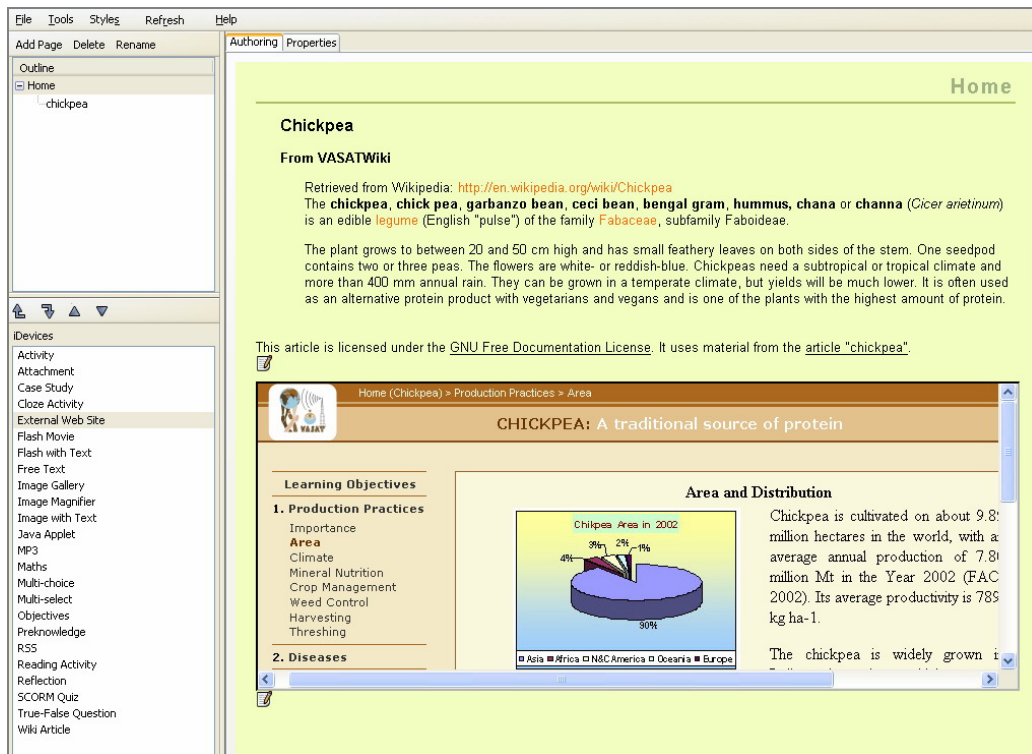 File Tools Styles Refresh Help
Add Page Delete Rename
Outline
Home
chickpea
iDevices
Activity
Attachment
Case Study
Cloze Activity
External Web Site
Flash Movie
Flash with Text
Free Text
Image Gallery
Image Magnifier
Image with Text
Java Applet
MP3
Maths
Multi-choice
Multi-select
Objectives
Preknowledge
RSS
Reading Activity
Reflection
SCORM Quiz
True-False Question
Wiki Article
Authoring Properties
Home
Chickpea
From VASATWiki
Retrieved from Wikipedia: http://en.wikipedia.org/wiki/Chickpea
The chickpea, chick pea, garbanzo bean, ceci bean, bengal gram, hummus, chana or channa (Cicer arietinum)
is an edible legume (English "pulse") of the family Fabaceae, subfamily Faboideae.
The plant grows to between 20 and 50 cm high and has small feathery leaves on both sides of the stem. One seedpod
contains two or three peas. The flowers are white- or reddish-blue. Chickpeas need a subtropical or tropical climate and
more than 400 mm annual rain. They can be grown in a temperate climate, but yields will be much lower. It is often used
as an alternative protein product with vegetarians and vegans and is one of the plants with the highest amount of protein.
This article is licensed under the GNU Free Documentation License. It uses material from the article "chickpea".
VASAT
Home (Chickpea) > Production Practices > Area
CHICKPEA: A traditional source of protein
Learning Objectives
1. Production Practices
Importance
Area
Climate
Mineral Nutrition
Crop Management
Weed Control
Harvesting
Threshing
2. Diseases
Area and Distribution
Chikpea Area in 2002
4% 3% 2% 1%
90%
Asia Africa N&C America Oceania Europe
Chickpea is cultivated on about 9.8
million hectares in the world, with
average annual production of 7.8
million Mt in the Year 2002 (FAO
2002). Its average productivity is 789
kg ha-1.
The chickpea is widely grown